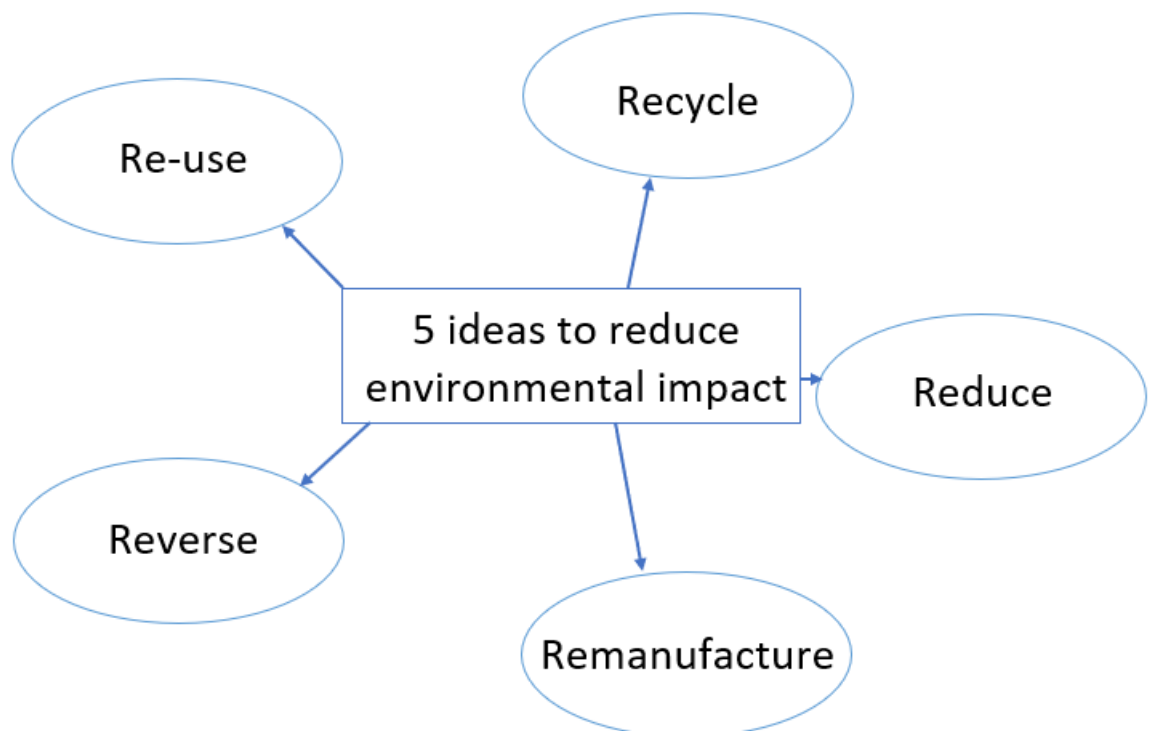 Recycle
Re-use
5 ideas to reduce
environmental impact
Reduce
Reverse
Remanufacture